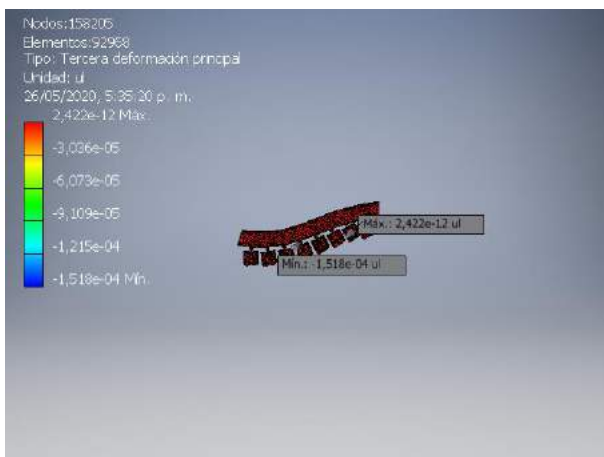 Nodos:158205
Elementos:92958
Tipo: Tercera deformación principal
Unidad: ul
26/05/2020, 5:35:20 p. m.
2,422e-12 Máx.
-3,036e-05
-6,073e-05
-9,109e-05
-1,215e-04
-1,518e-04 Mín.
Máx.: 2,422e-12 ul
Mín.: -1,518e-04 ul